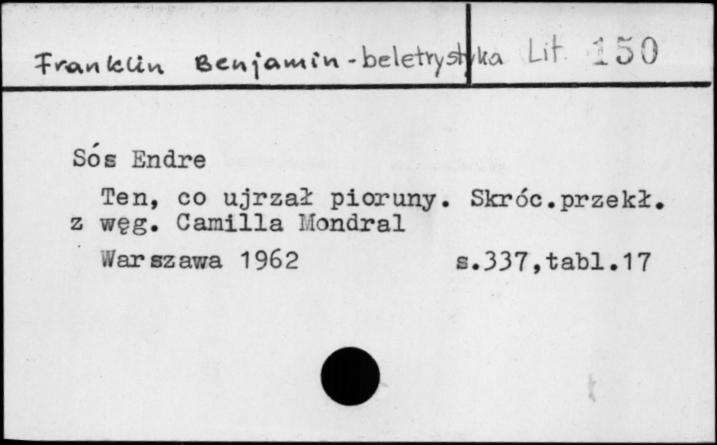 Franklin Benjamin - beletrystyka Lit. 150
Sós Endre
Ten, co ujrzał pioruny. Skróc.przekł.
z węg. Camilla Mondral
Warszawa 1962 s.337,tabl.17